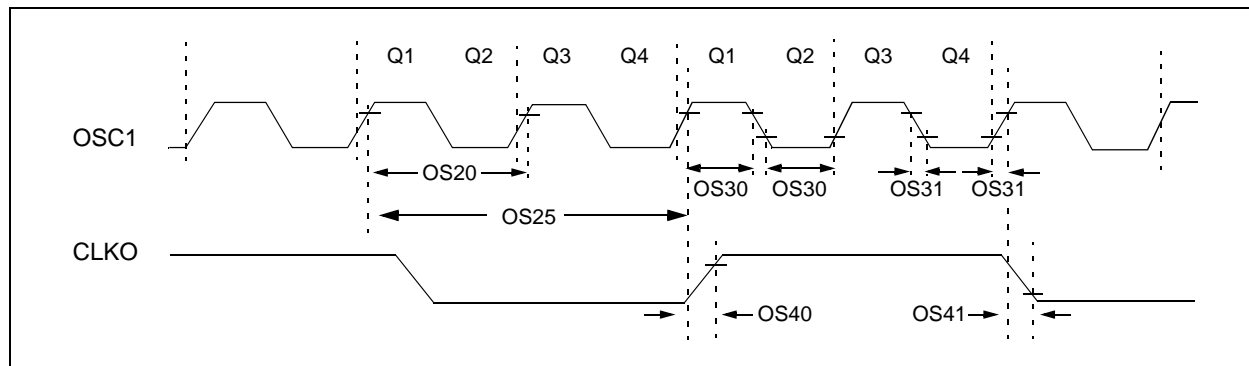 Q1 Q2 Q3 Q4 Q1 Q2 Q3 Q4
OSC1
OS20 OS30 OS30 OS31 OS31
OS25
CLKO
OS40 OS41